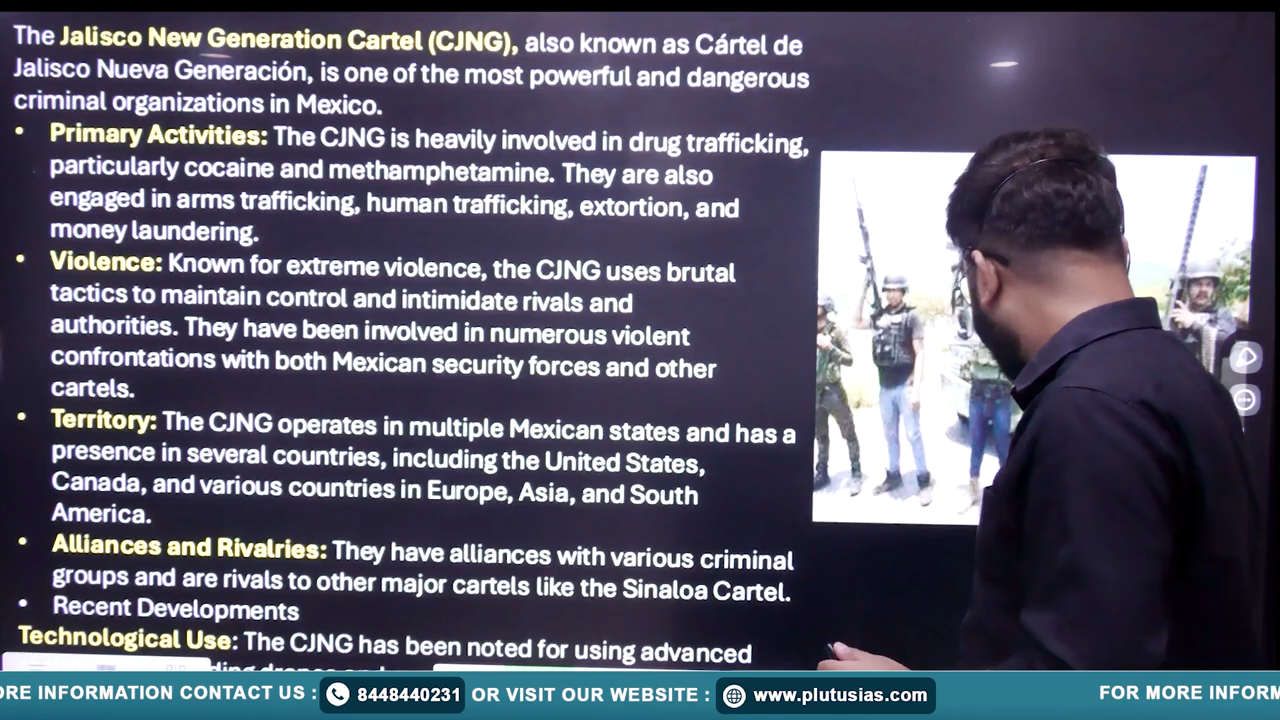 The Jalisco New Generation Cartel (CJNG), also known as Cártel de
Jalisco Nueva Generación, is one of the most powerful and dangerous
criminal organizations in Mexico.
• Primary Activities: The CJNG is heavily involved in drug trafficking,
particularly cocaine and methamphetamine. They are also
engaged in arms trafficking, human trafficking, extortion, and
money laundering.
• Violence: Known for extreme violence, the CJNG uses brutal
tactics to maintain control and intimidate rivals and
authorities. They have been involved in numerous violent
confrontations with both Mexican security forces and other
cartels.
• Territory: The CJNG operates in multiple Mexican states and has a
presence in several countries, including the United States,
Canada, and various countries in Europe, Asia, and South
America.
• Alliances and Rivalries: They have alliances with various criminal
groups and are rivals to other major cartels like the Sinaloa Cartel.
• Recent Developments
Technological Use: The CJNG has been noted for using advanced
drones
ORE INFORMATION CONTACT US : 8448440231 OR VISIT OUR WEBSITE : www.plutusias.com FOR MORE INFORM